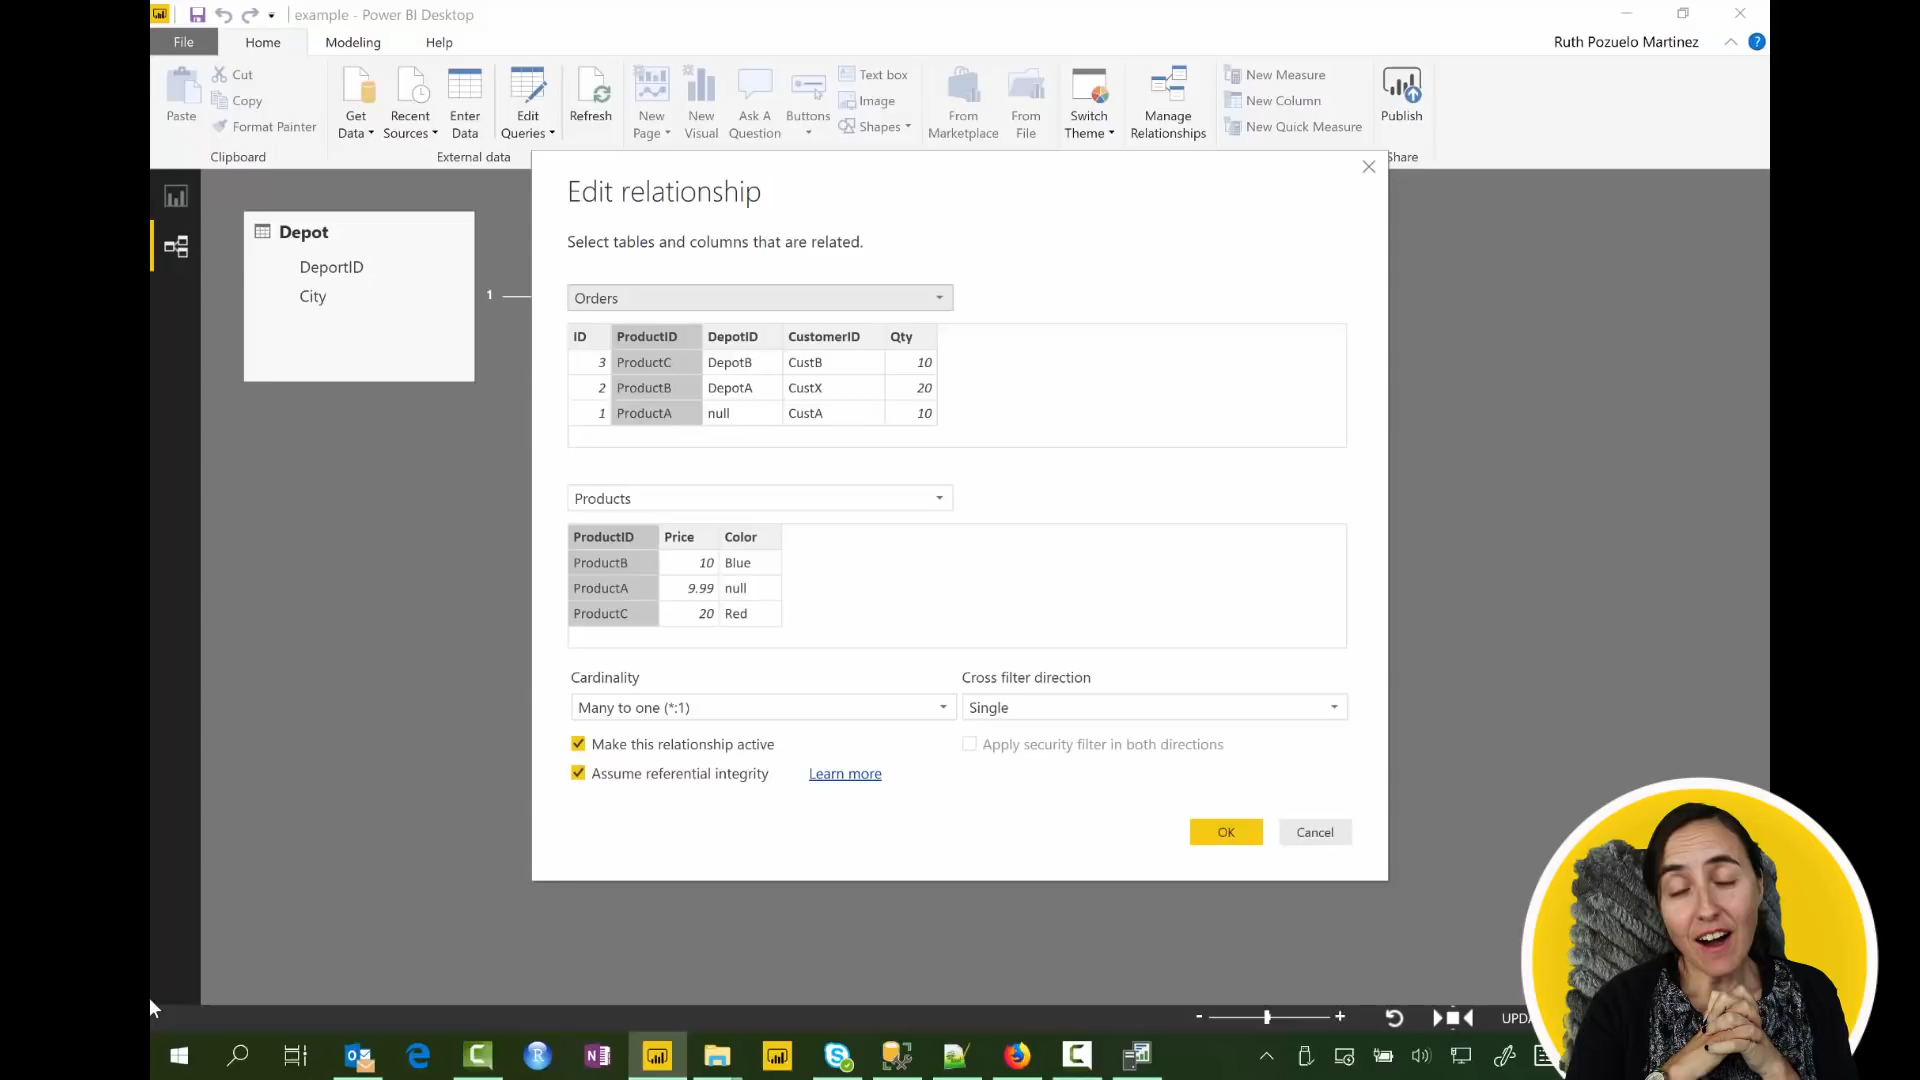 example - Power BI Desktop
File Home Modeling Help
Ruth Pozuelo Martinez
?
Paste
Cut
Copy
Format Painter
Clipboard
Get Data
Recent Sources
Enter Data
Edit Queries
External data
Refresh
New Page
New Visual
Ask A Question
Buttons
Text box
Image
Shapes
From Marketplace
From File
Switch Theme
Manage Relationships
New Measure
New Column
New Quick Measure
Publish
Share
Depot
DeportID
City
1
Edit relationship
Select tables and columns that are related.
Orders
ID ProductID DepotID CustomerID Qty
3 ProductC DepotB CustB 10
2 ProductB DepotA CustX 20
1 ProductA null CustA 10
Products
ProductID Price Color
ProductB 10 Blue
ProductA 9.99 null
ProductC 20 Red
Cardinality
Many to one (*:1)
Cross filter direction
Single
Make this relationship active
Apply security filter in both directions
Assume referential integrity Learn more
OK Cancel
- +
UPDA